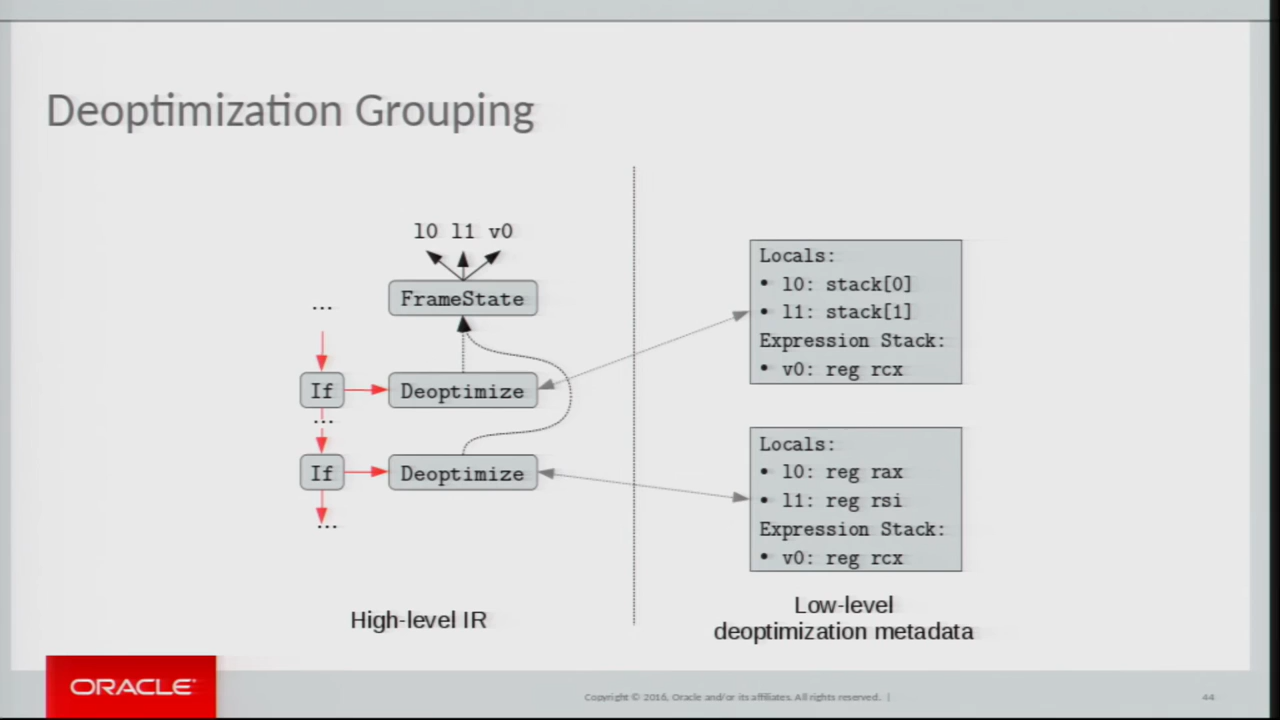 Deoptimization Grouping
l0 l1 v0
FrameState
...
If
Deoptimize
...
If
Deoptimize
...
High-level IR
Locals:
• l0: stack[0]
• l1: stack[1]
Expression Stack:
• v0: reg rcx
Locals:
• l0: reg rax
• l1: reg rsi
Expression Stack:
• v0: reg rcx
Low-level
deoptimization metadata
ORACLE
Copyright © 2016, Oracle and/or its affiliates. All rights reserved. |
44